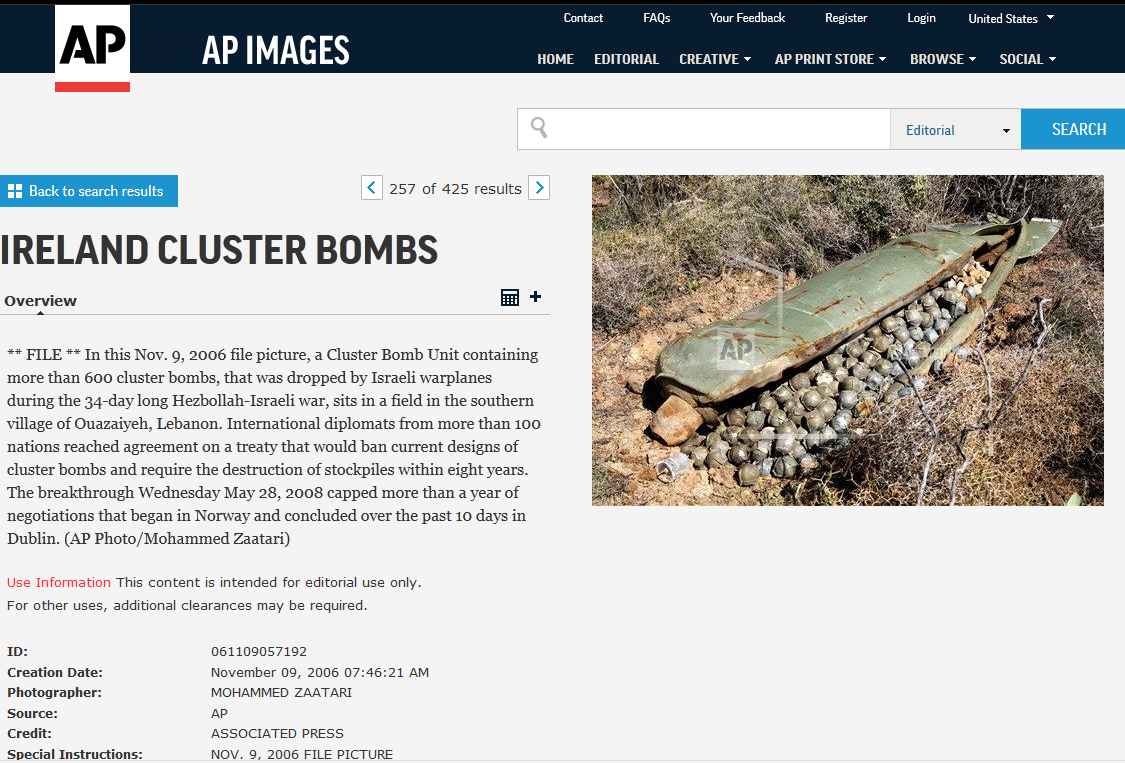 Contact FAQs Your Feedback Register Login United States
AP AP IMAGES
HOME EDITORIAL CREATIVE AP PRINT STORE BROWSE SOCIAL
Editorial SEARCH
Back to search results
257 of 425 results
IRELAND CLUSTER BOMBS
Overview
** FILE ** In this Nov. 9, 2006 file picture, a Cluster Bomb Unit containing
more than 600 cluster bombs, that was dropped by Israeli warplanes
during the 34-day long Hezbollah-Israeli war, sits in a field in the southern
village of Ouazaiyeh, Lebanon. International diplomats from more than 100
nations reached agreement on a treaty that would ban current designs of
cluster bombs and require the destruction of stockpiles within eight years.
The breakthrough Wednesday May 28, 2008 capped more than a year of
negotiations that began in Norway and concluded over the past 10 days in
Dublin. (AP Photo/Mohammed Zaatari)
Use Information This content is intended for editorial use only.
For other uses, additional clearances may be required.
ID: 061109057192
Creation Date: November 09, 2006 07:46:21 AM
Photographer: MOHAMMED ZAATARI
Source: AP
Credit: ASSOCIATED PRESS
Special Instructions: NOV. 9, 2006 FILE PICTURE
AP